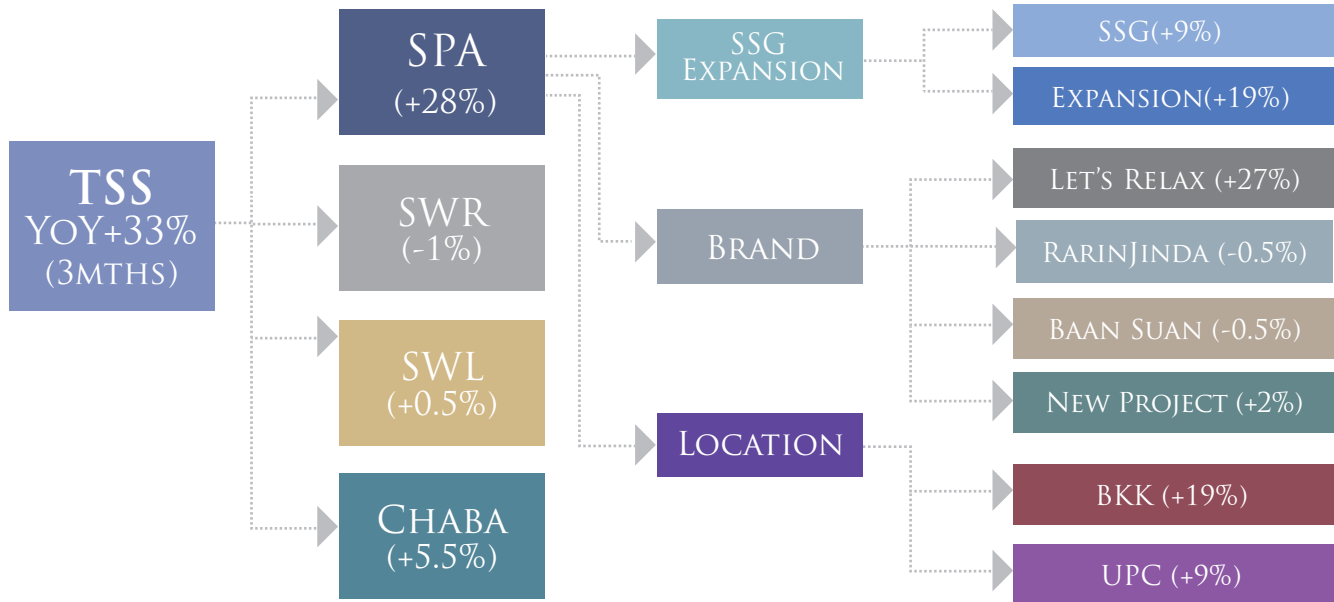 TSS
YoY+33%
(3mths)
SPA
(+28%)
SWR
(-1%)
SWL
(+0.5%)
Chaba
(+5.5%)
SSG
Expansion
Brand
Location
SSG(+9%)
Expansion(+19%)
Let's Relax (+27%)
RarinJinda (-0.5%)
Baan Suan (-0.5%)
New Project (+2%)
BKK (+19%)
UPC (+9%)